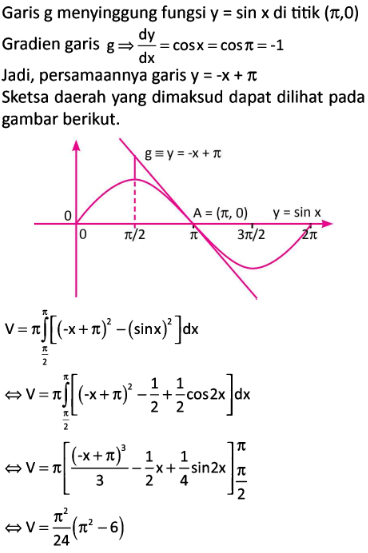 Garis g menyinggung fungsi y = sin x di titik (π,0)
Gradien garis g ⇒ dy/dx = cos x = cos π = -1
Jadi, persamaannya garis y = -x + π
Sketsa daerah yang dimaksud dapat dilihat pada
gambar berikut.
g ≡ y = -x + π
A = (π, 0) y = sin x
0
0 π/2 π 3π/2 2π
V = π∫_{π/2}^{π} [(-x + π)² - (sinx)²]dx
⇔ V = π∫_{π/2}^{π} [(-x + π)² - 1/2 + 1/2 cos2x]dx
⇔ V = π[(-x + π)³/3 - 1/2 x + 1/4 sin2x]_{π/2}^{π}
⇔ V = π²/24 (π² - 6)